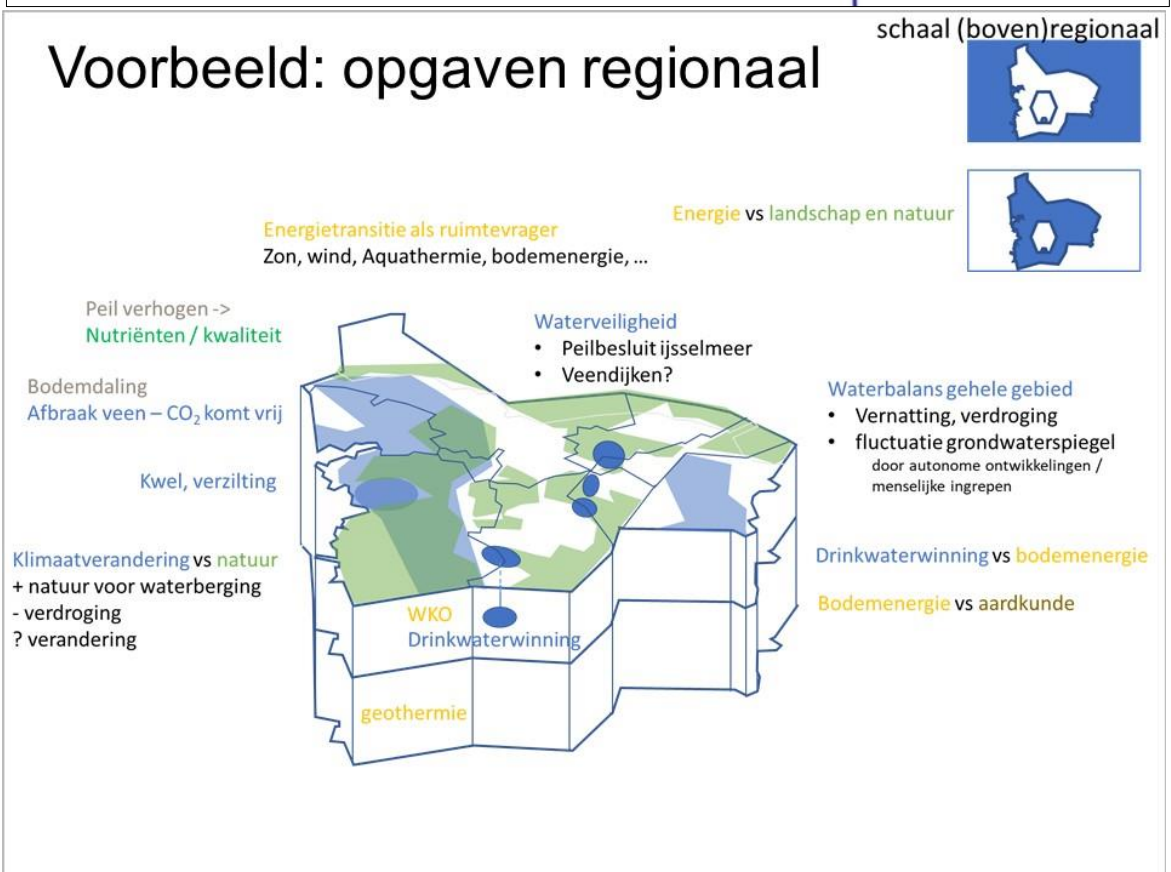 schaal (boven)regionaal
Voorbeeld: opgaven regionaal
Energie vs landschap en natuur
Energietransitie als ruimtevrager
Zon, wind, Aquathermie, bodemenergie, ...
Peil verhogen ->
Nutriënten / kwaliteit
Waterveiligheid
• Peilbesluit ijsselmeer
• Veendijken?
Bodemdaling
Afbraak veen – CO₂ komt vrij
Waterbalans gehele gebied
• Vernatting, verdroging
• fluctuatie grondwaterspiegel
door autonome ontwikkelingen /
menselijke ingrepen
Kwel, verzilting
Klimaatverandering vs natuur
+ natuur voor waterberging
- verdroging
? verandering
Drinkwaterwinning vs bodemenergie
Bodemenergie vs aardkunde
WKO
Drinkwaterwinning
geothermie